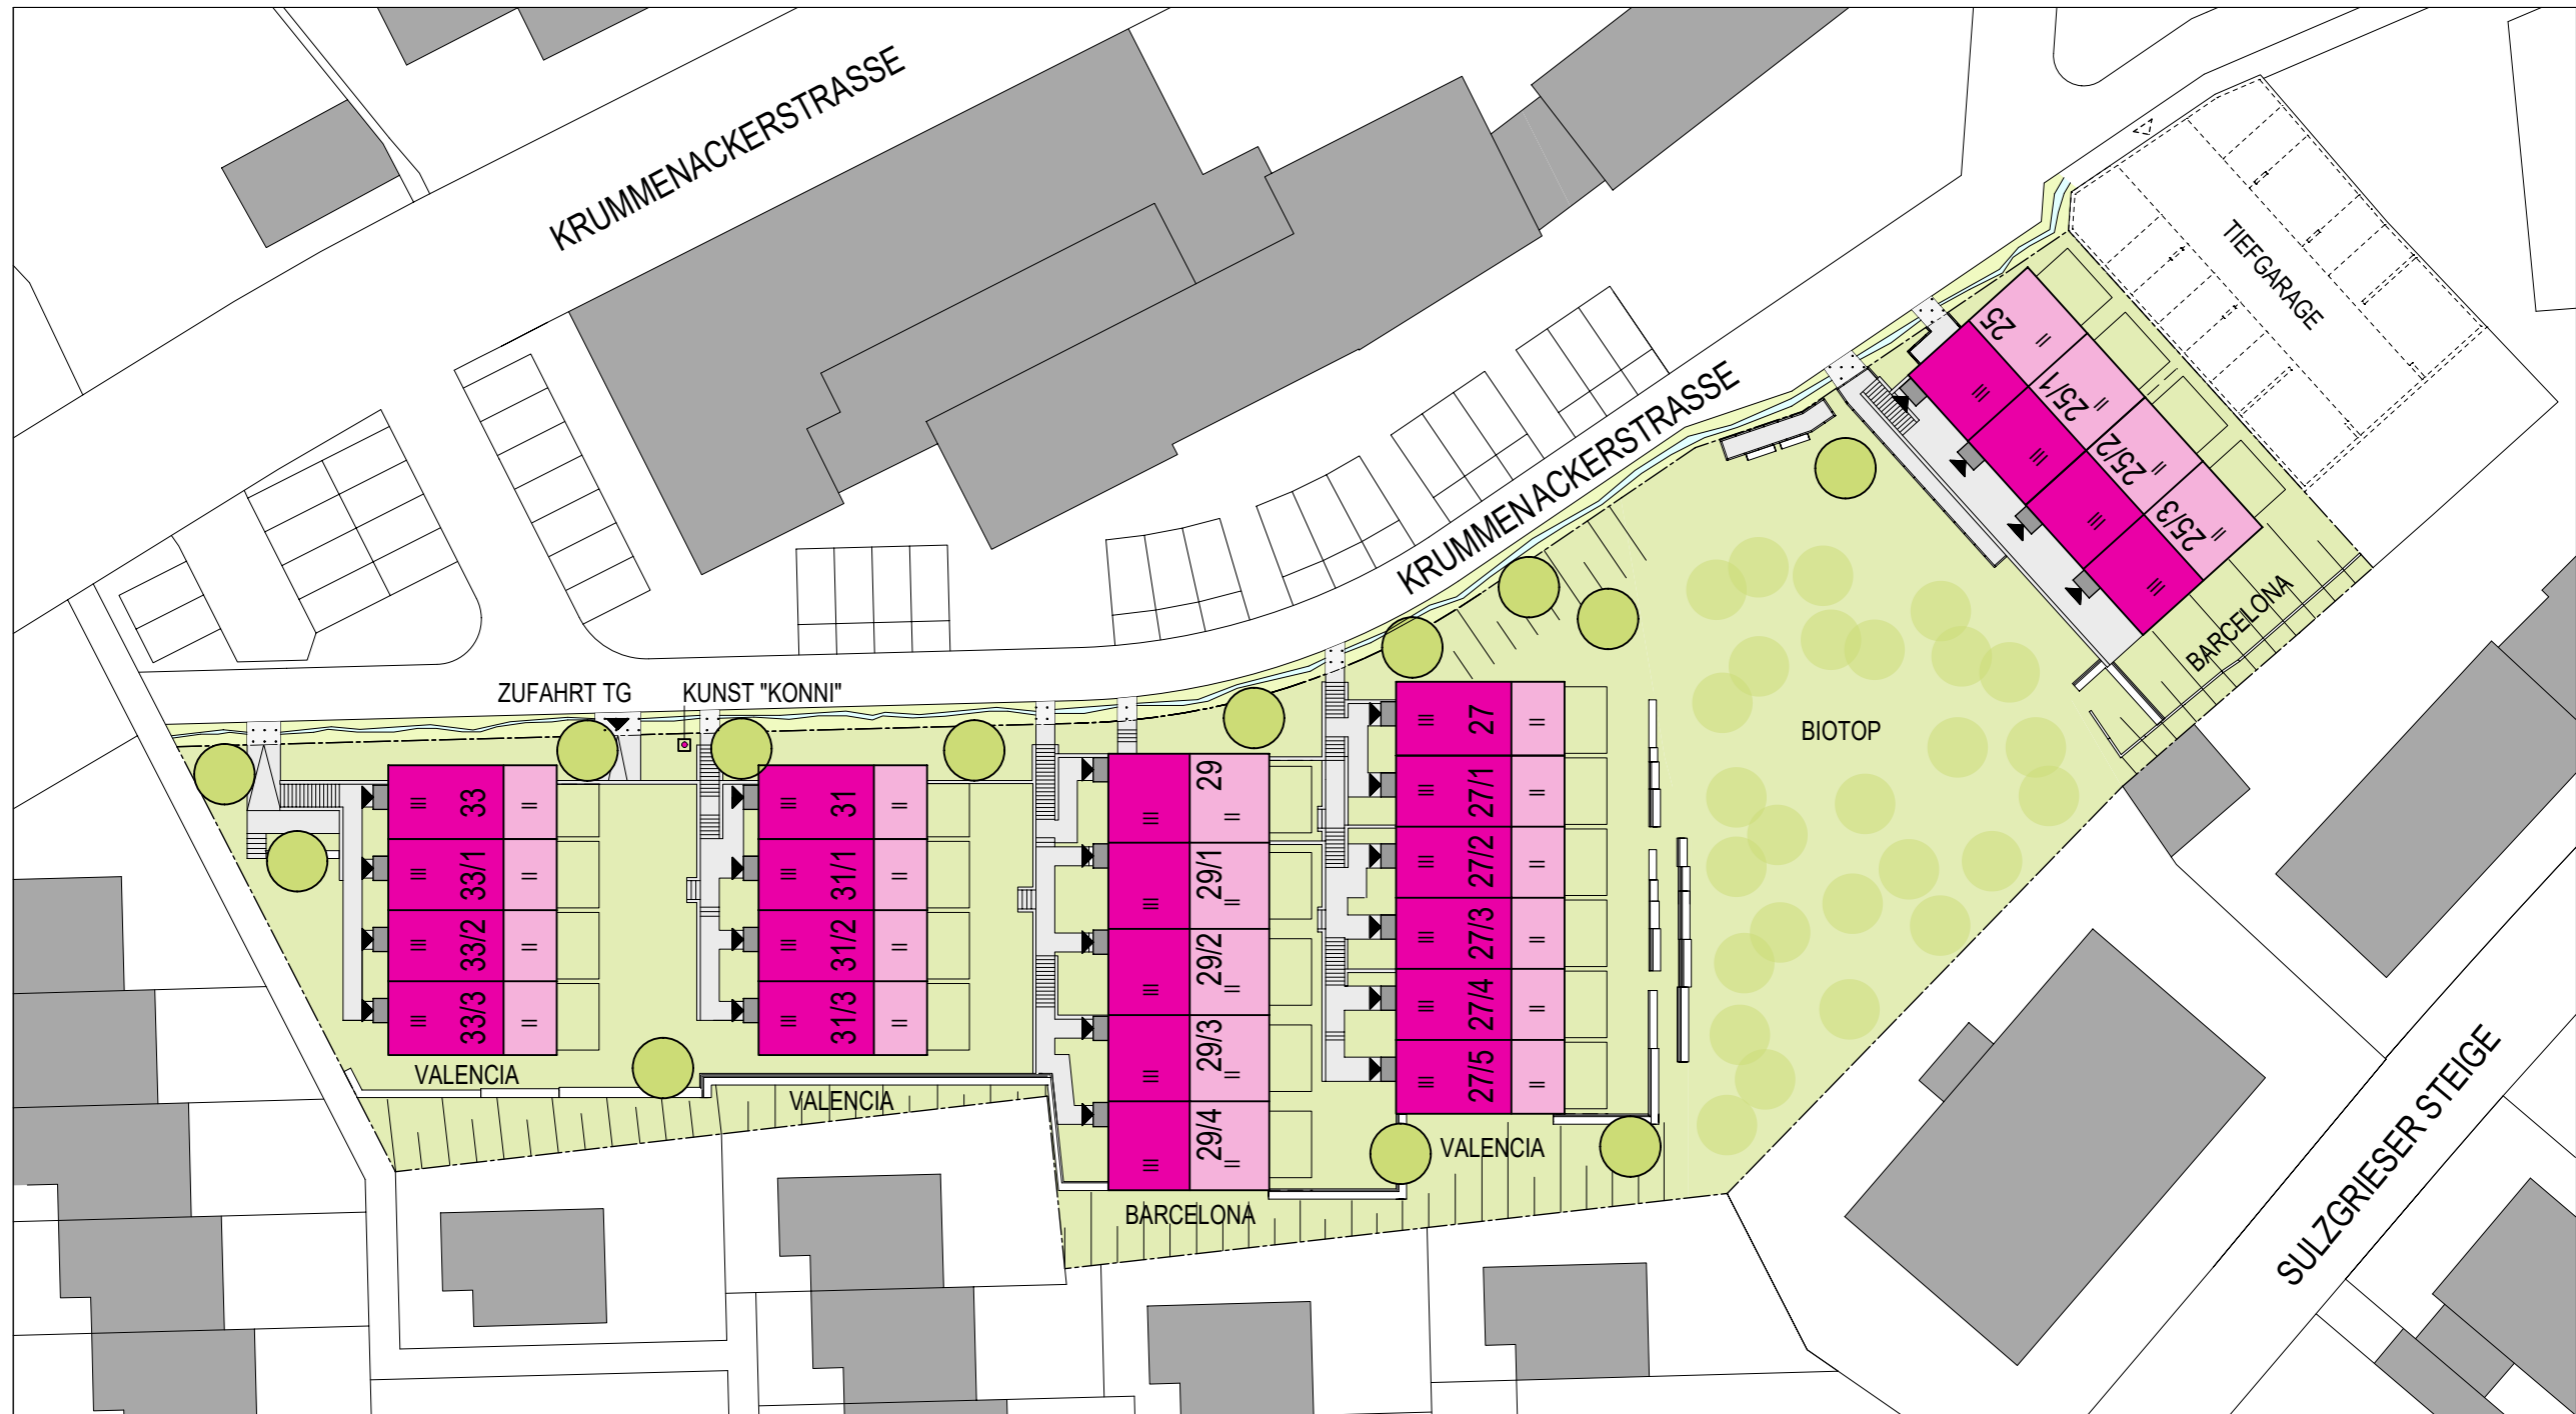 KRUMMENACKERSTRASSE
TIEFGARAGE
KRUMMENACKERSTRASSE
25
25/1
25/2
25/3
BARCELONA
ZUFAHRT TG
KUNST "KONNI"
BIOTOP
33
33/1
33/2
33/3
VALENCIA
31
31/1
31/2
31/3
VALENCIA
29
29/1
29/2
29/3
29/4
BARCELONA
27
27/1
27/2
27/3
27/4
27/5
VALENCIA
SULZGRIESER STEIGE